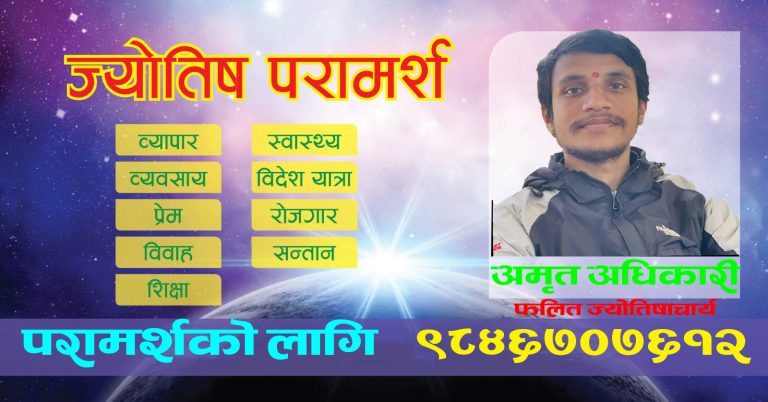 ज्योतिष परामर्श
व्यापार
स्वास्थ्य
व्यवसाय
विदेश यात्रा
प्रेम
रोजगार
विवाह
सन्तान
शिक्षा
अमृत अधिकारी
फलित ज्योतिषाचार्य
परामर्शको लागि ९८४६७०७६१२